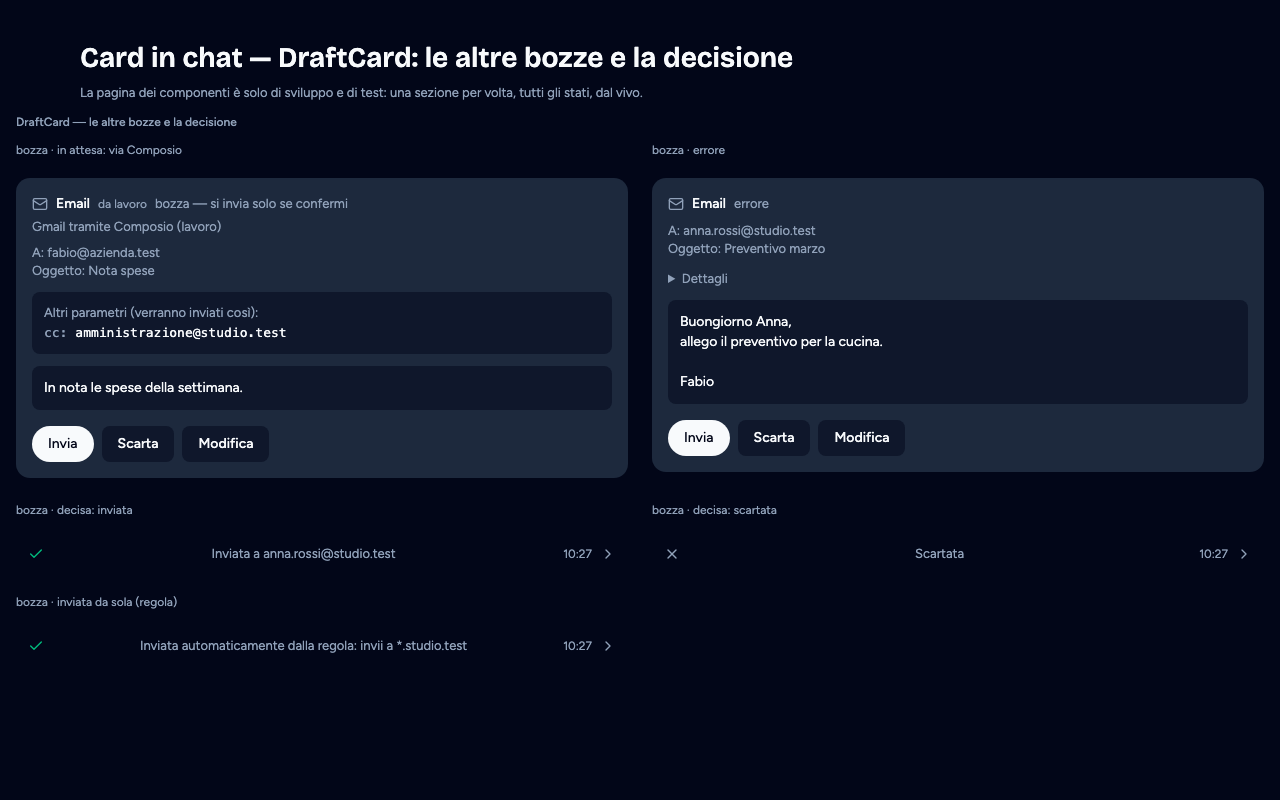 Card in chat — DraftCard: le altre bozze e la decisione
La pagina dei componenti è solo di sviluppo e di test: una sezione per volta, tutti gli stati, dal vivo.
DraftCard — le altre bozze e la decisione
bozza · in attesa: via Composio
Email da lavoro bozza — si invia solo se confermi
Gmail tramite Composio (lavoro)
A: fabio@azienda.test
Oggetto: Nota spese
Altri parametri (verranno inviati così):
cc: amministrazione@studio.test
In nota le spese della settimana.
Invia Scarta Modifica
bozza · errore
Email errore
A: anna.rossi@studio.test
Oggetto: Preventivo marzo
Dettagli
Buongiorno Anna,
allego il preventivo per la cucina.
Fabio
Invia Scarta Modifica
bozza · decisa: inviata
Inviata a anna.rossi@studio.test 10:27
bozza · decisa: scartata
Scartata 10:27
bozza · inviata da sola (regola)
Inviata automaticamente dalla regola: invii a *.studio.test 10:27